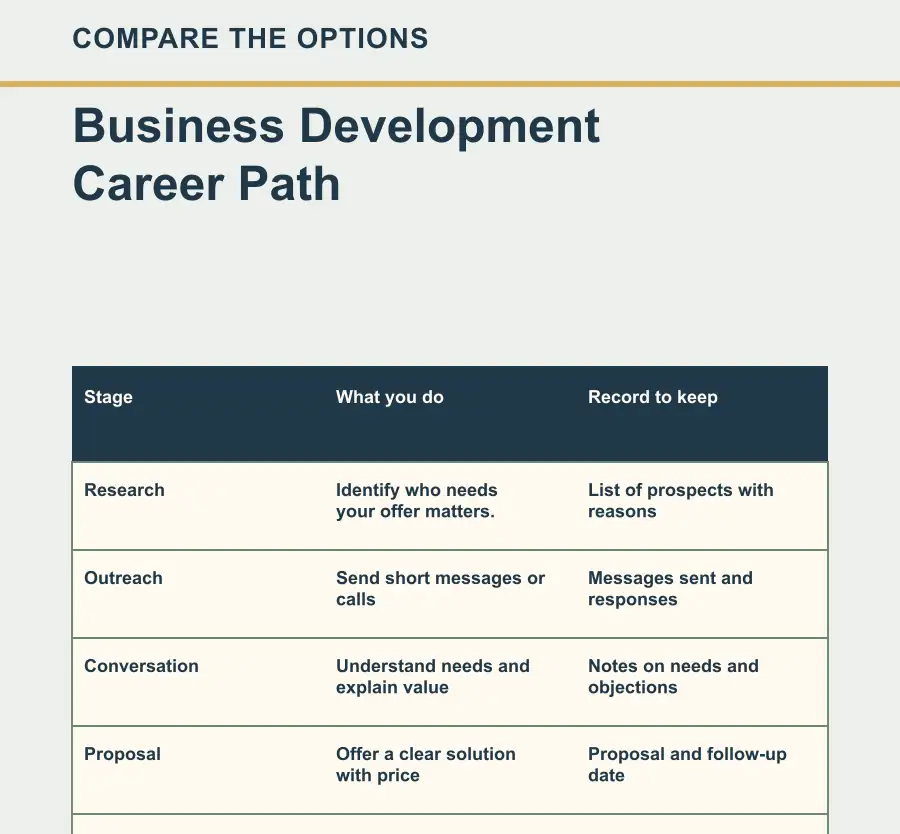 COMPARE THE OPTIONS
Business Development
Career Path
Stage
What you do
Record to keep
Research
Identify who needs
your offer matters.
List of prospects with
reasons
Outreach
Send short messages or
calls
Messages sent and
responses
Conversation
Understand needs and
explain value
Notes on needs and
objections
Proposal
Offer a clear solution
with price
Proposal and follow-up
date